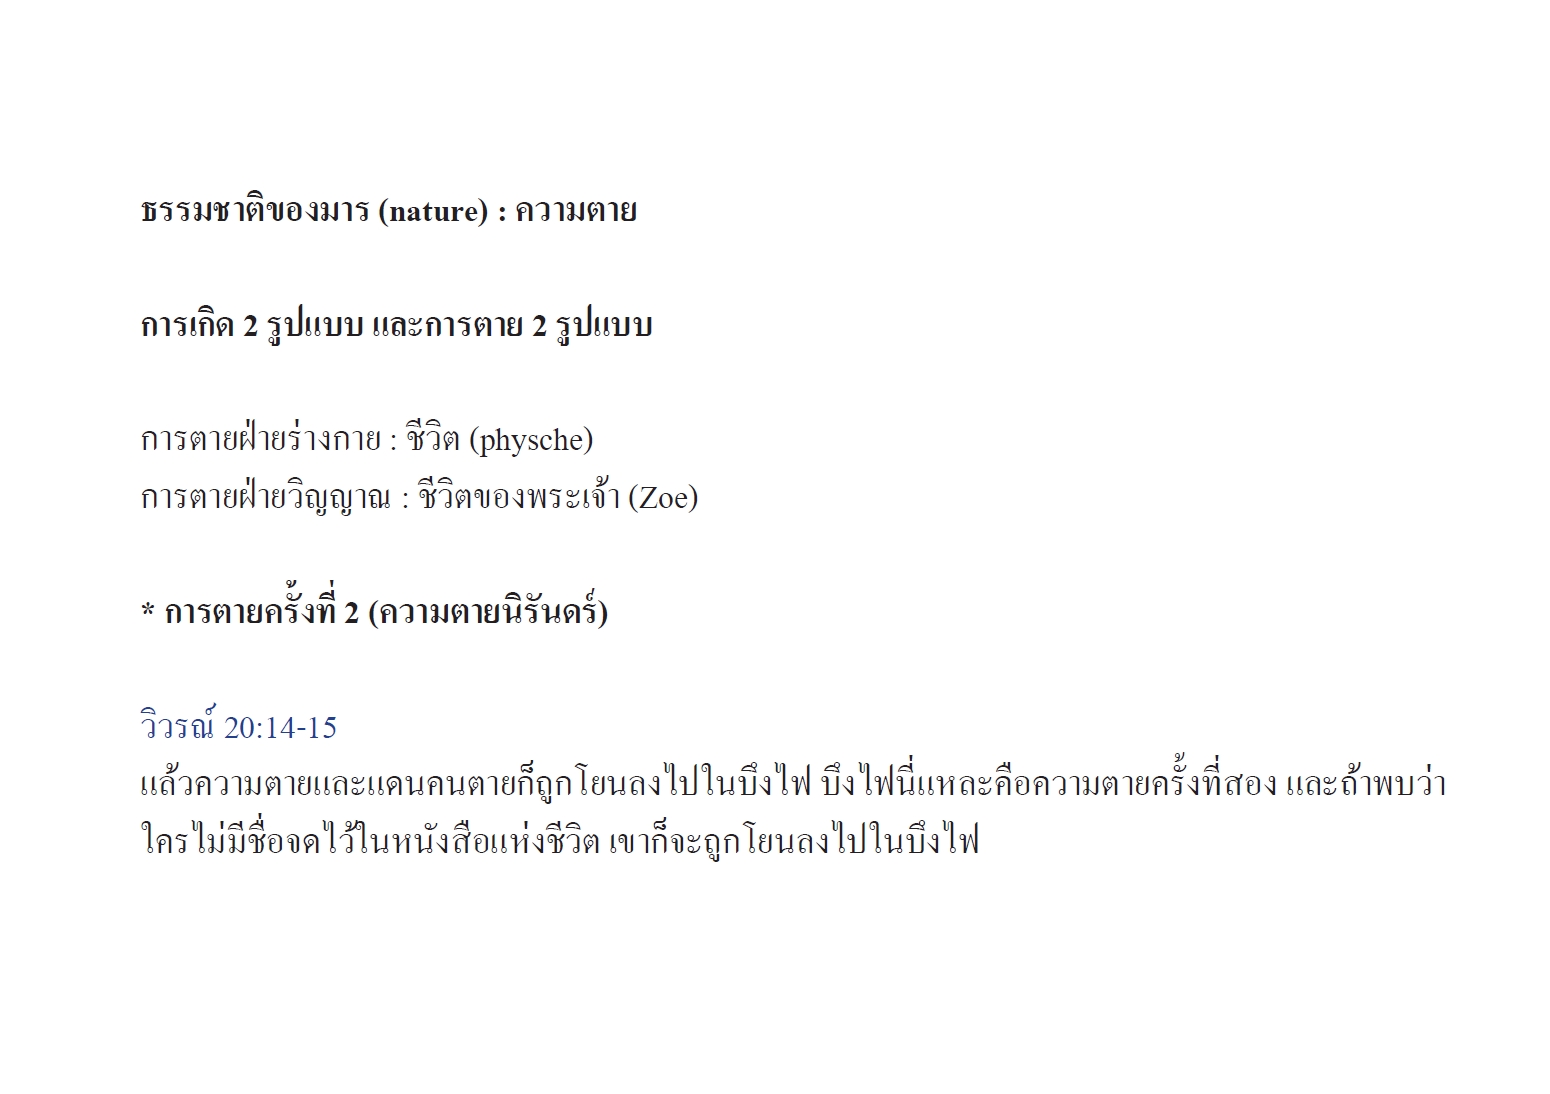 ธรรมชาติของมาร (nature) : ความตาย
การเกิด 2 รูปแบบ และการตาย 2 รูปแบบ
การตายฝ่ายร่างกาย : ชีวิต (physche)
การตายฝ่ายวิญญาณ : ชีวิตของพระเจ้า (Zoe)
* การตายครั้งที่ 2 (ความตายนิรันดร์)
วิวรณ์ 20:14-15
แล้วความตายและแดนคนตายก็ถูกโยนลงไปในบึงไฟ บึงไฟนี่แหละคือความตายครั้งที่สอง และถ้าพบว่า
ใครไม่มีชื่อจดไว้ในหนังสือแห่งชีวิต เขาก็จะถูกโยนลงไปในบึงไฟ